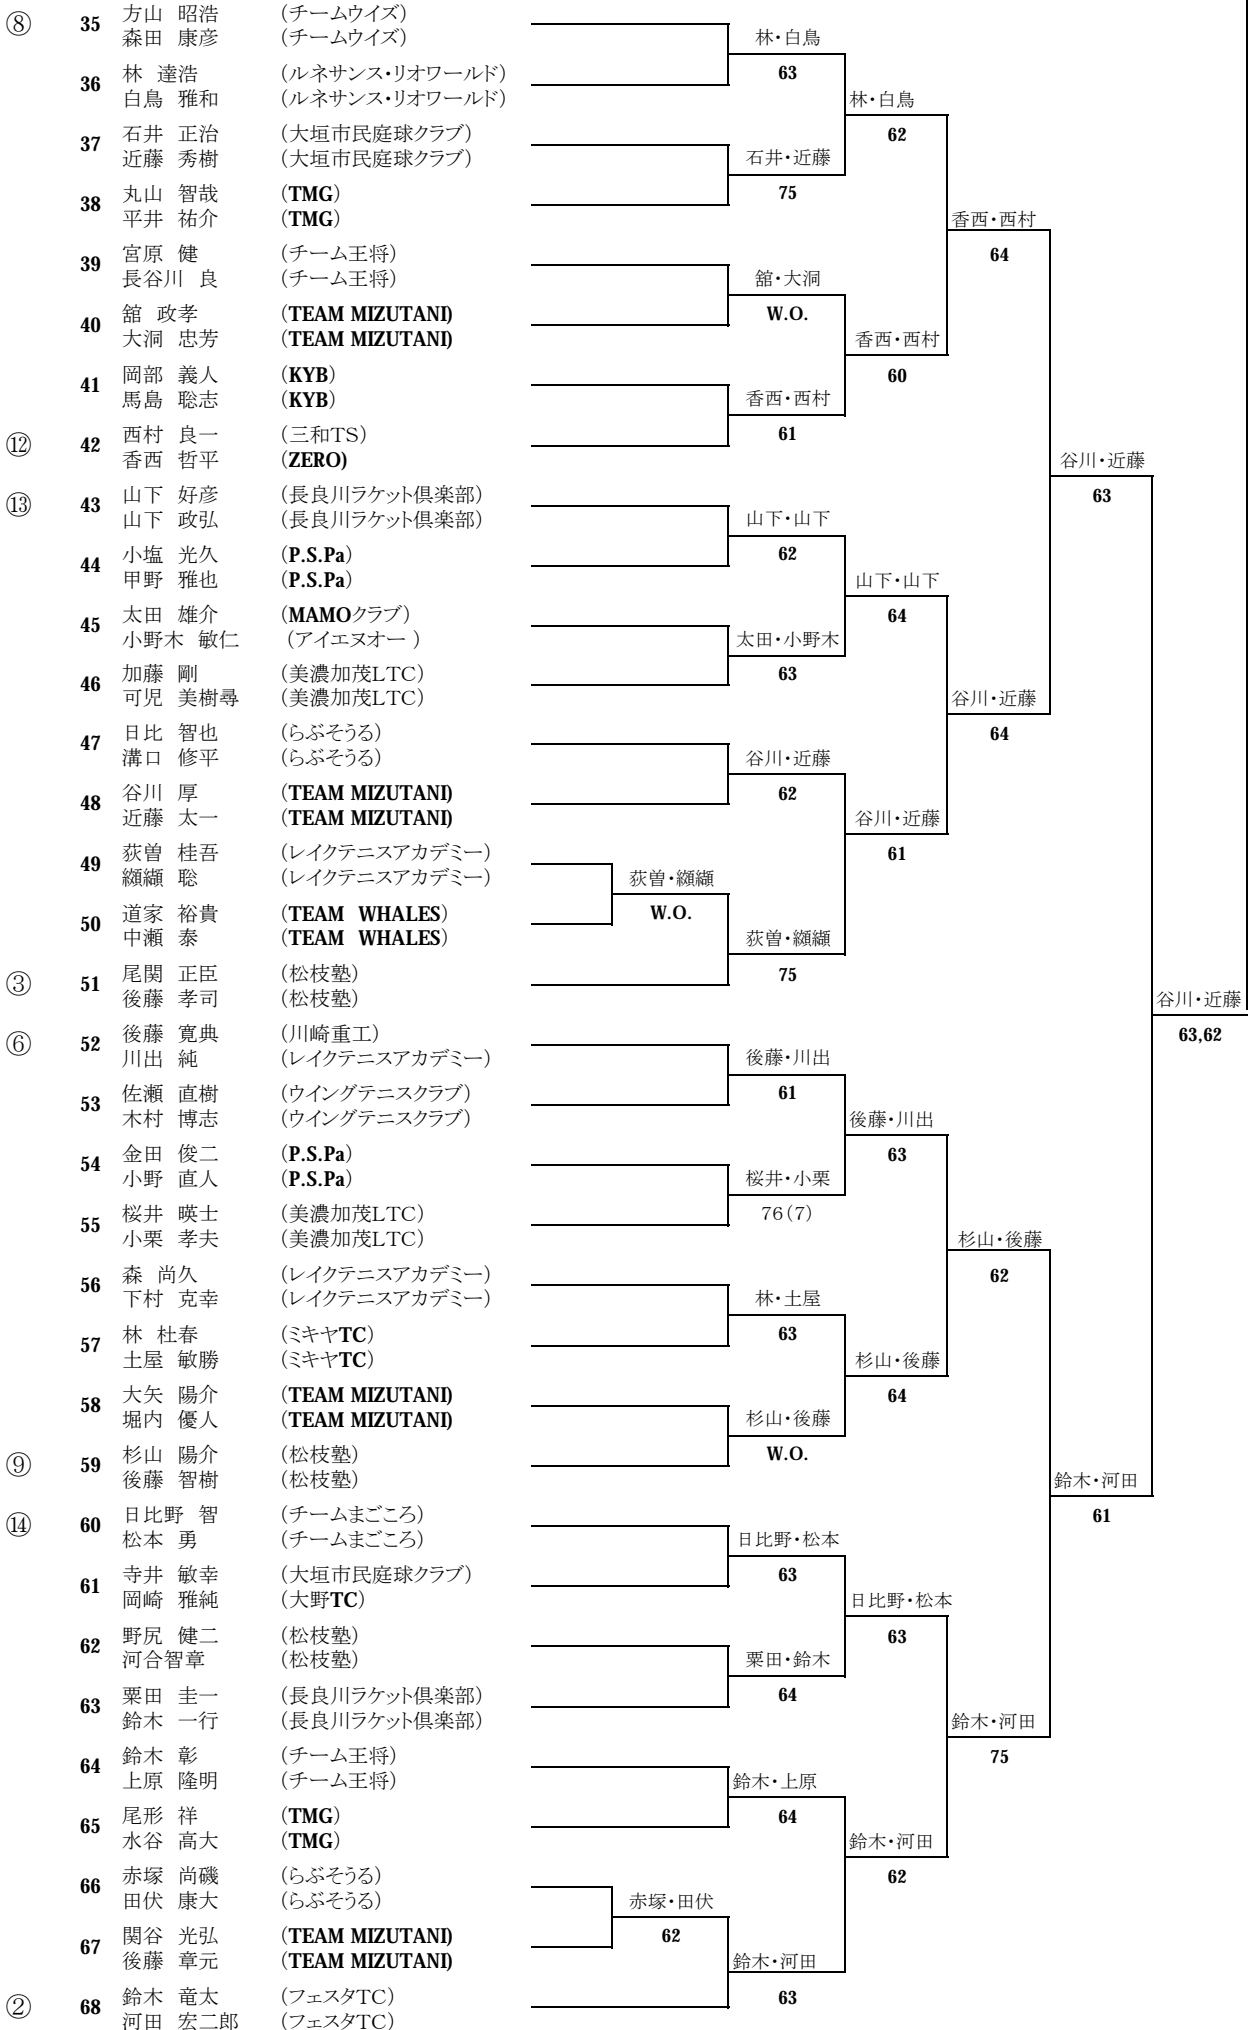 ⑧ 35 方山 昭浩 (チームウイズ)
森田 康彦 (チームウイズ)
林・白鳥
63
36 林 達浩 (ルネサンス・リオワールド)
白鳥 雅和 (ルネサンス・リオワールド)
林・白鳥
62
37 石井 正治 (大垣市民庭球クラブ)
近藤 秀樹 (大垣市民庭球クラブ)
石井・近藤
75
38 丸山 智哉 (TMG)
平井 祐介 (TMG)
香西・西村
64
39 宮原 健 (チーム王将)
長谷川 良 (チーム王将)
舘・大洞
W.O.
40 舘 政孝 (TEAM MIZUTANI)
大洞 忠芳 (TEAM MIZUTANI)
香西・西村
60
41 岡部 義人 (KYB)
馬島 聡志 (KYB)
香西・西村
61
⑫ 42 西村 良一 (三和TS)
香西 哲平 (ZERO)
谷川・近藤
63
⑬ 43 山下 好彦 (長良川ラケット倶楽部)
山下 政弘 (長良川ラケット倶楽部)
山下・山下
62
44 小塩 光久 (P.S.Pa)
甲野 雅也 (P.S.Pa)
山下・山下
64
45 太田 雄介 (MAMOクラブ)
小野木 敏仁 (アイエヌオー )
太田・小野木
63
46 加藤 剛 (美濃加茂LTC)
可児 美樹尋 (美濃加茂LTC)
谷川・近藤
64
47 日比 智也 (らぶそうる)
溝口 修平 (らぶそうる)
谷川・近藤
62
48 谷川 厚 (TEAM MIZUTANI)
近藤 太一 (TEAM MIZUTANI)
谷川・近藤
61
49 荻曽 桂吾 (レイクテニスアカデミー)
纐纈 聡 (レイクテニスアカデミー)
荻曽・纐纈
W.O.
50 道家 裕貴 (TEAM WHALES)
中瀬 泰 (TEAM WHALES)
荻曽・纐纈
75
③ 51 尾関 正臣 (松枝塾)
後藤 孝司 (松枝塾)
谷川・近藤
63,62
⑥ 52 後藤 寛典 (川崎重工)
川出 純 (レイクテニスアカデミー)
後藤・川出
61
53 佐瀬 直樹 (ウイングテニスクラブ)
木村 博志 (ウイングテニスクラブ)
後藤・川出
63
54 金田 俊二 (P.S.Pa)
小野 直人 (P.S.Pa)
桜井・小栗
76(7)
55 桜井 暎士 (美濃加茂LTC)
小栗 孝夫 (美濃加茂LTC)
杉山・後藤
62
56 森 尚久 (レイクテニスアカデミー)
下村 克幸 (レイクテニスアカデミー)
林・土屋
63
57 林 杜春 (ミキヤTC)
土屋 敏勝 (ミキヤTC)
杉山・後藤
64
58 大矢 陽介 (TEAM MIZUTANI)
堀内 優人 (TEAM MIZUTANI)
杉山・後藤
W.O.
⑨ 59 杉山 陽介 (松枝塾)
後藤 智樹 (松枝塾)
鈴木・河田
61
⑭ 60 日比野 智 (チームまごころ)
松本 勇 (チームまごころ)
日比野・松本
63
61 寺井 敏幸 (大垣市民庭球クラブ)
岡崎 雅純 (大野TC)
日比野・松本
63
62 野尻 健二 (松枝塾)
河合智章 (松枝塾)
粟田・鈴木
64
63 粟田 圭一 (長良川ラケット倶楽部)
鈴木 一行 (長良川ラケット倶楽部)
鈴木・河田
75
64 鈴木 彰 (チーム王将)
上原 隆明 (チーム王将)
鈴木・上原
64
65 尾形 祥 (TMG)
水谷 高大 (TMG)
鈴木・河田
62
66 赤塚 尚磯 (らぶそうる)
田伏 康大 (らぶそうる)
赤塚・田伏
62
67 関谷 光弘 (TEAM MIZUTANI)
後藤 章元 (TEAM MIZUTANI)
鈴木・河田
63
② 68 鈴木 竜太 (フェスタTC)
河田 宏二郎 (フェスタTC)